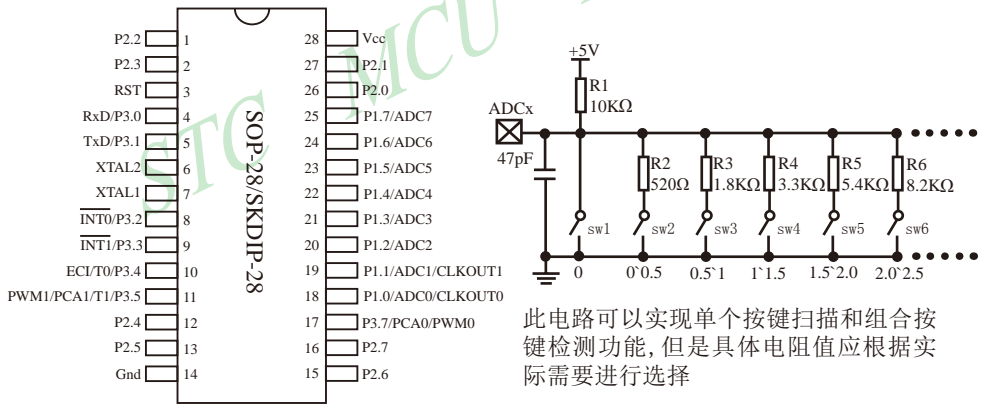 STC MCU
P2.2 1
P2.3 2
RST 3
RxD/P3.0 4
TxD/P3.1 5
XTAL2 6
XTAL1 7
INT0/P3.2 8
INT1/P3.3 9
ECI/T0/P3.4 10
PWM1/PCA1/T1/P3.5 11
P2.4 12
P2.5 13
Gnd 14
SOP-28/SKDIP-28
28 Vcc
27 P2.1
26 P2.0
25 P1.7/ADC7
24 P1.6/ADC6
23 P1.5/ADC5
22 P1.4/ADC4
21 P1.3/ADC3
20 P1.2/ADC2
19 P1.1/ADC1/CLKOUT1
18 P1.0/ADC0/CLKOUT0
17 P3.7/PCA0/PWM0
16 P2.7
15 P2.6
+5V
R1
10KΩ
ADCx
47pF
R2
520Ω
R3
1.8KΩ
R4
3.3KΩ
R5
5.4KΩ
R6
8.2KΩ
sw1 sw2 sw3 sw4 sw5 sw6
0 0`0.5 0.5`1 1`1.5 1.5`2.0 2.0`2.5
此电路可以实现单个按键扫描和组合按
键检测功能,但是具体电阻值应根据实
际需要进行选择